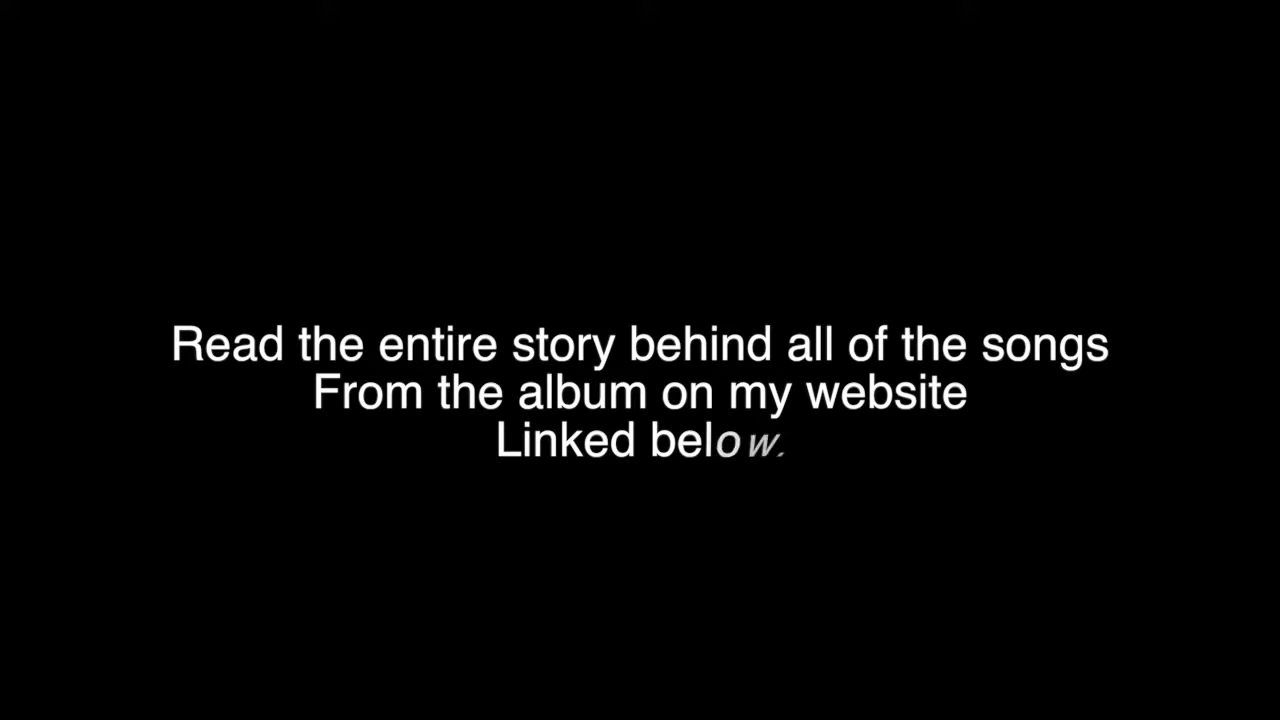 Read the entire story behind all of the songs
From the album on my website
Linked below.